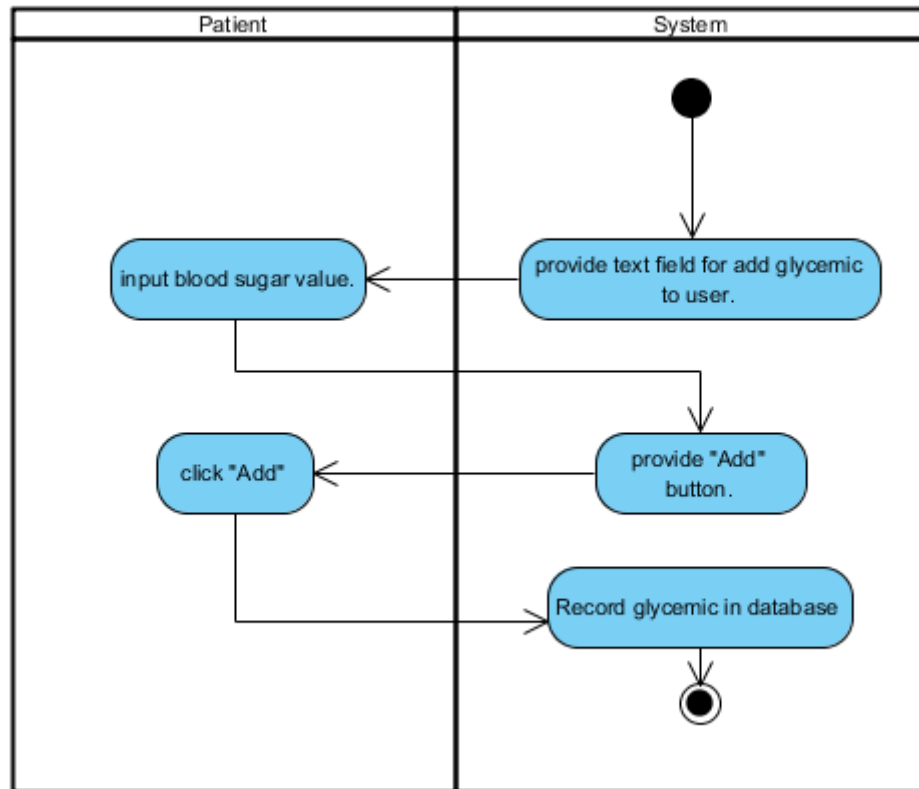 Patient
System
provide text field for add glycemic
to user.
input blood sugar value.
provide "Add"
button.
click "Add"
Record glycemic in database